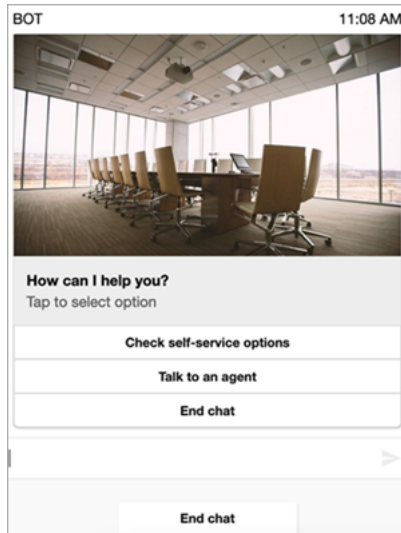 BOT 11:08 AM
How can I help you?
Tap to select option
Check self-service options
Talk to an agent
End chat
End chat